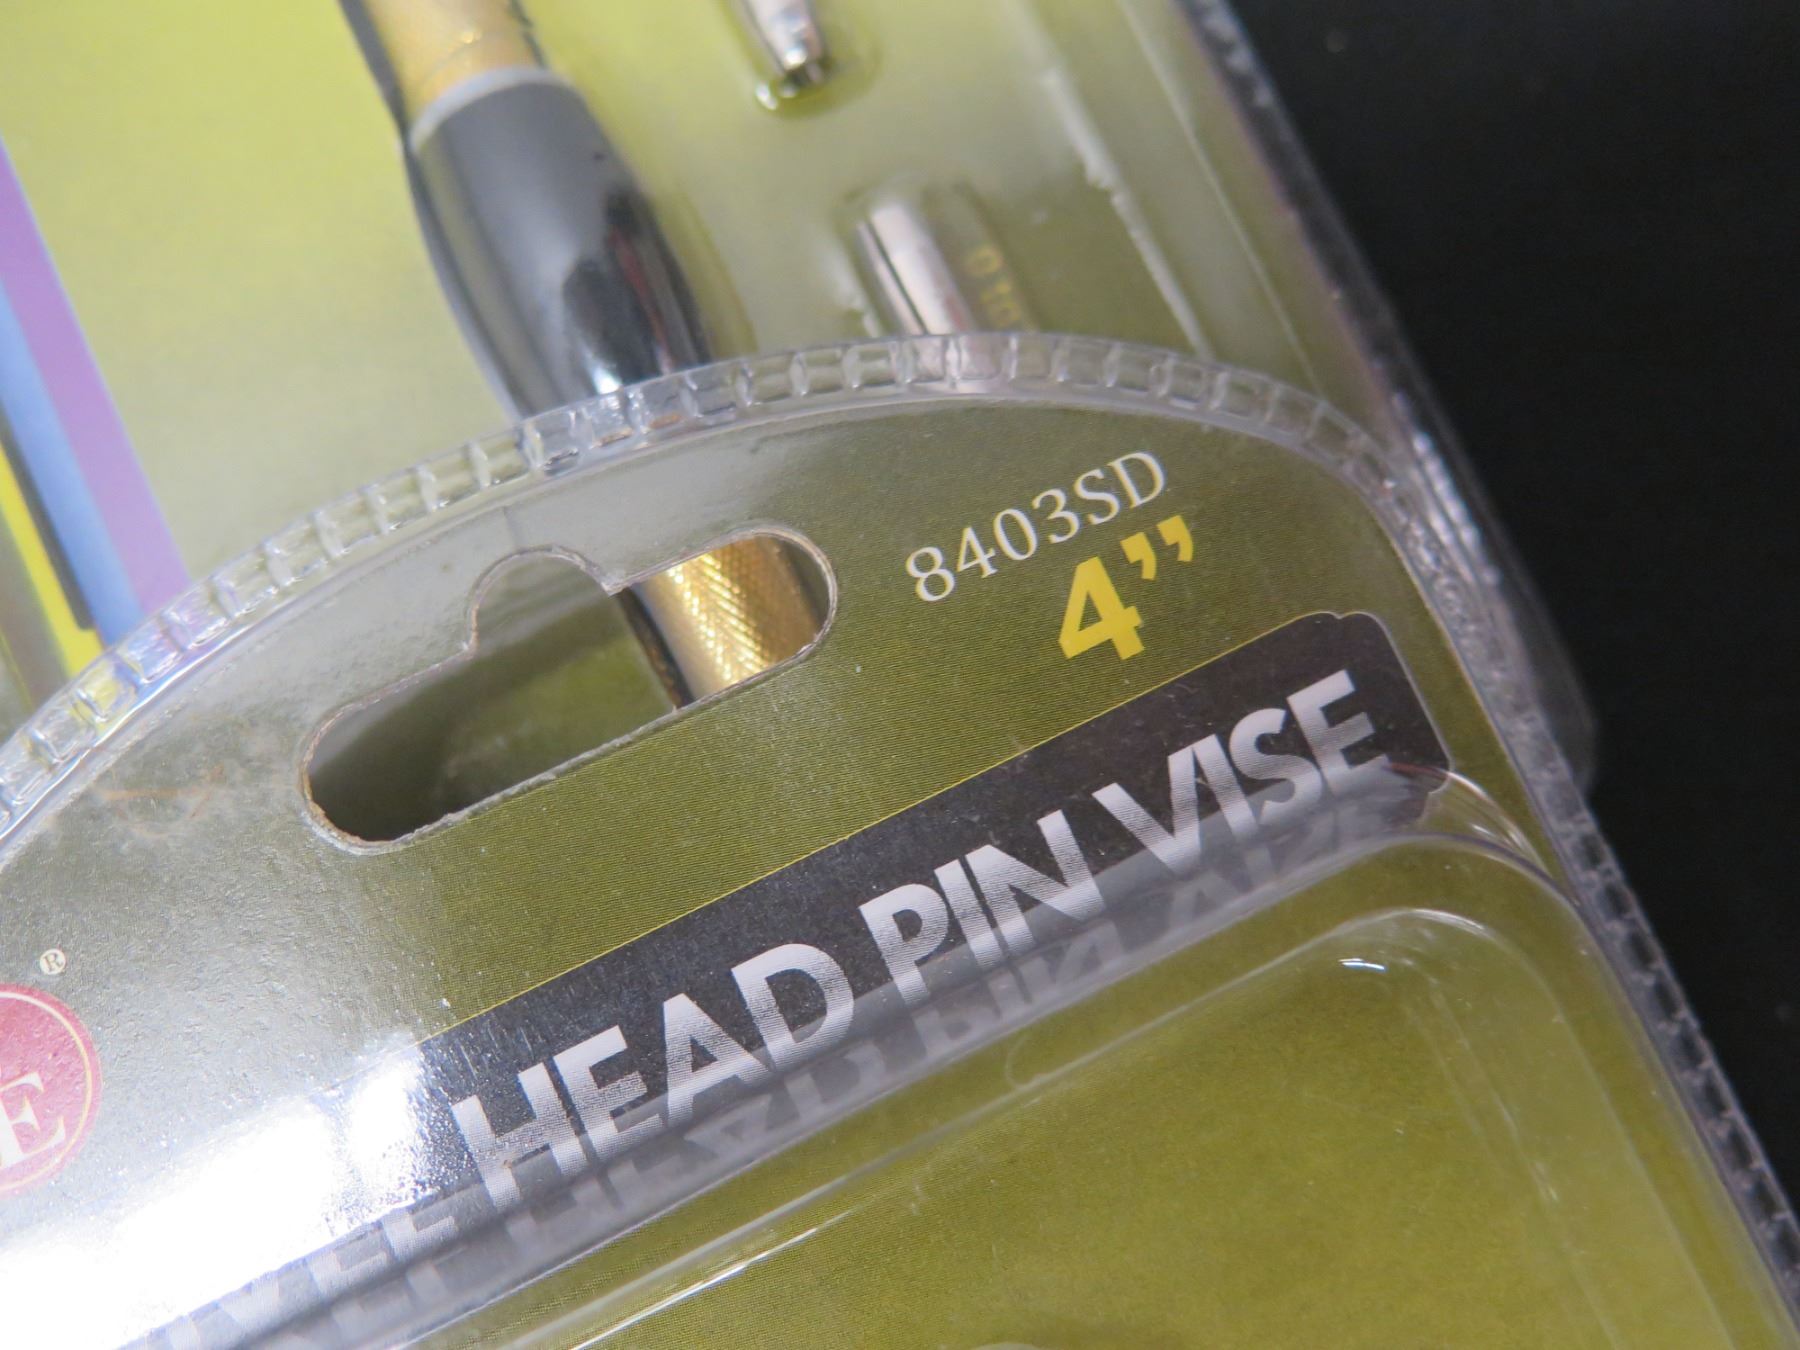 8403SD
4”
HEAD PIN VISE
®
E